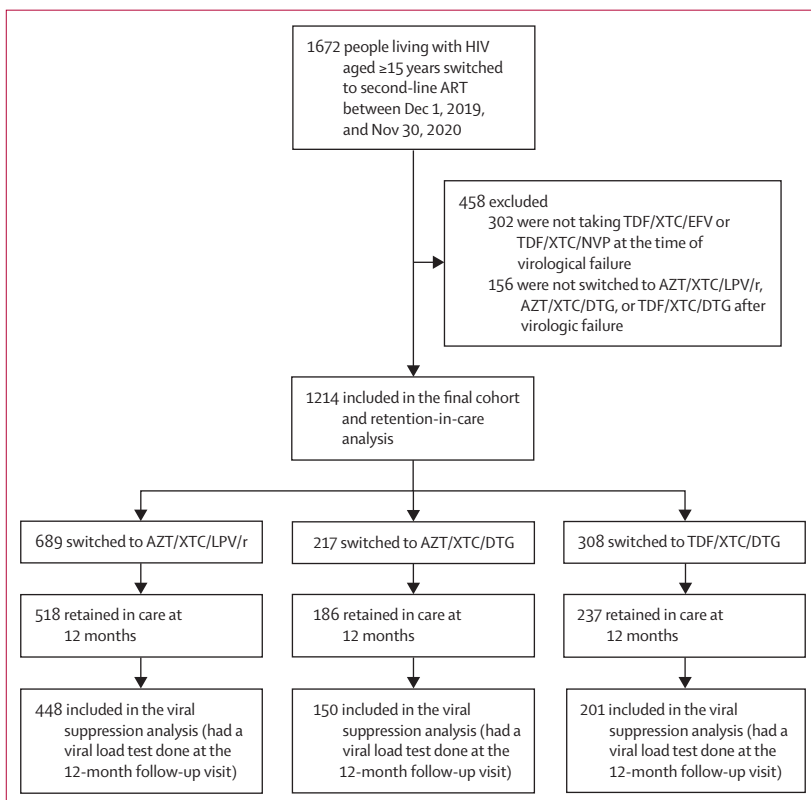 1672 people living with HIV
aged ≥15 years switched
to second-line ART
between Dec 1, 2019,
and Nov 30, 2020
458 excluded
302 were not taking TDF/XTC/EFV or
TDF/XTC/NVP at the time of
virological failure
156 were not switched to AZT/XTC/LPV/r,
AZT/XTC/DTG, or TDF/XTC/DTG after
virologic failure
1214 included in the final cohort
and retention-in-care
analysis
689 switched to AZT/XTC/LPV/r
217 switched to AZT/XTC/DTG
308 switched to TDF/XTC/DTG
518 retained in care at
12 months
186 retained in care at
12 months
237 retained in care at
12 months
448 included in the viral
suppression analysis (had a
viral load test done at the
12-month follow-up visit)
150 included in the viral
suppression analysis (had a
viral load test done at the
12-month follow-up visit)
201 included in the viral
suppression analysis (had a
viral load test done at the
12-month follow-up visit)